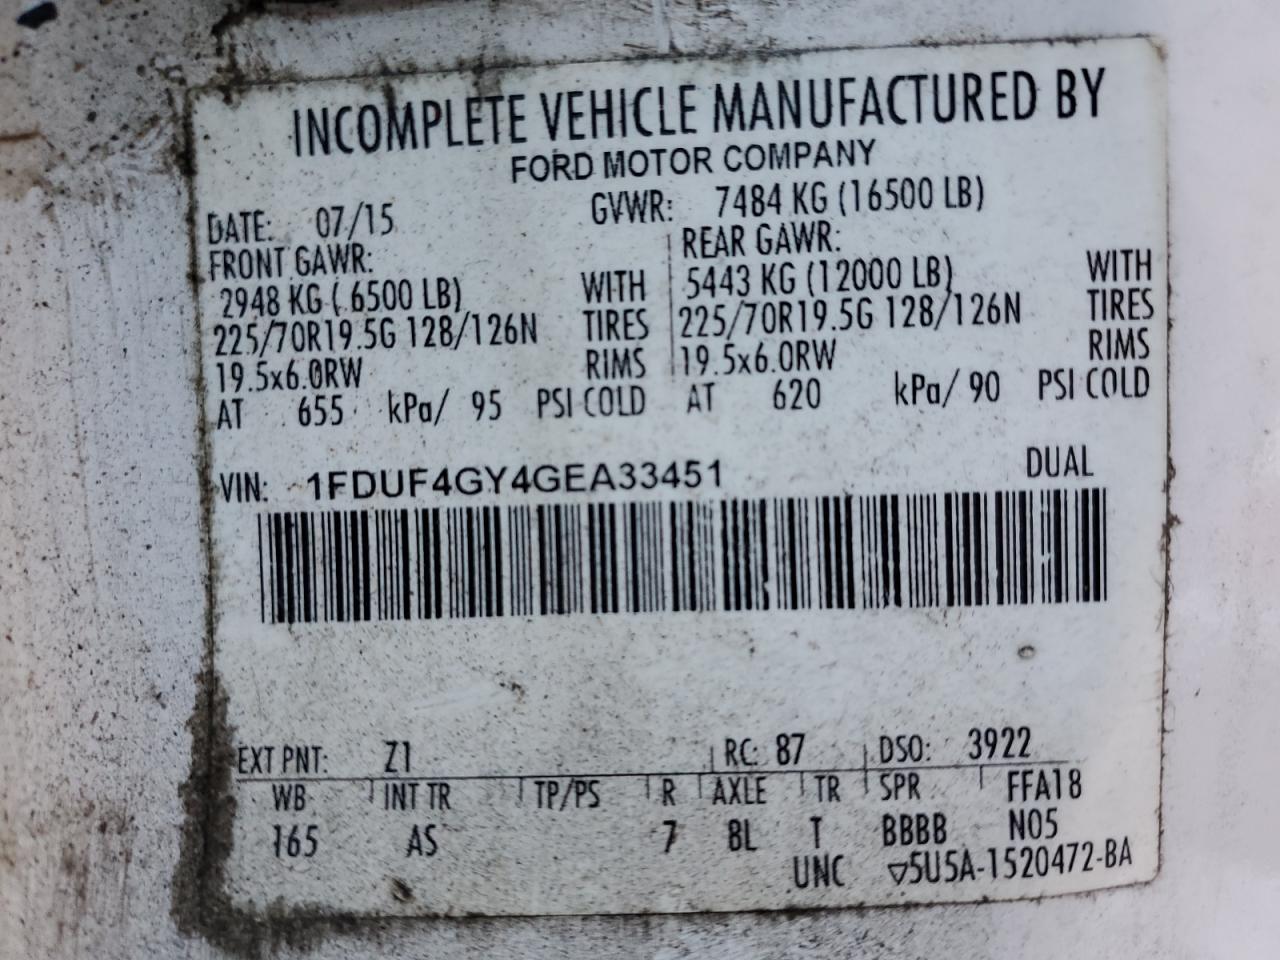 INCOMPLETE VEHICLE MANUFACTURED BY
FORD MOTOR COMPANY
DATE: 07/15 GVWR: 7484 KG (16500 LB)
FRONT GAWR: REAR GAWR:
2948 KG ( 6500 LB) WITH 5443 KG (12000 LB) WITH
225/70R19.5G 128/126N TIRES 225/70R19.5G 128/126N TIRES
19.5x6.0RW RIMS 19.5x6.0RW RIMS
AT 655 kPa/ 95 PSI COLD AT 620 kPa/ 90 PSI COLD
VIN: 1FDUF4GY4GEA33451 DUAL
EXT PNT: Z1 RC: 87 DSO: 3922
WB INT TR TP/PS R AXLE TR SPR FFA18
165 AS 7 8L T BBBB N05
UNC ▽5U5A-1520472-BA